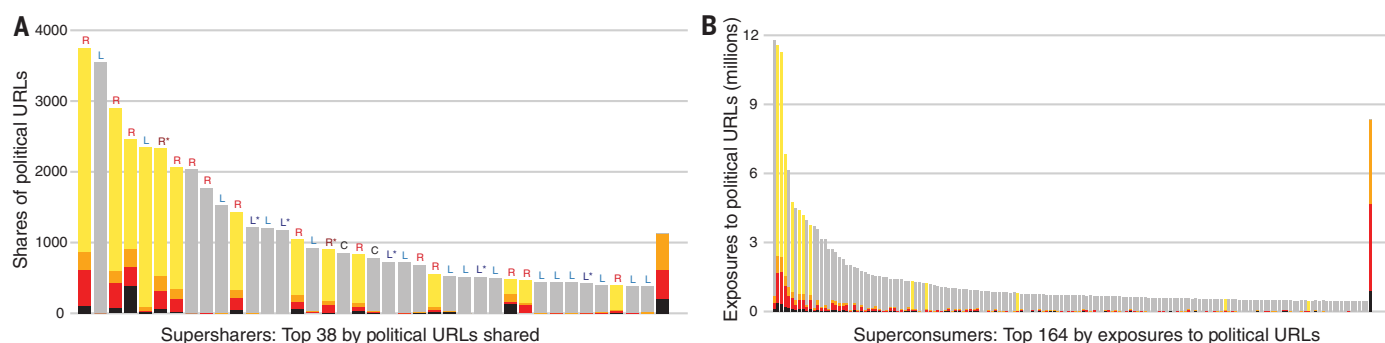 A
Shares of political URLs
4000
3000
2000
1000
0
R L R R L R* R R R L R L* L L* R L R* C R C L* L R R L L L* L R R L L L L* L R L L
Supersharers: Top 38 by political URLs shared
B
Exposures to political URLs (millions)
12
9
6
3
0
Superconsumers: Top 164 by exposures to political URLs